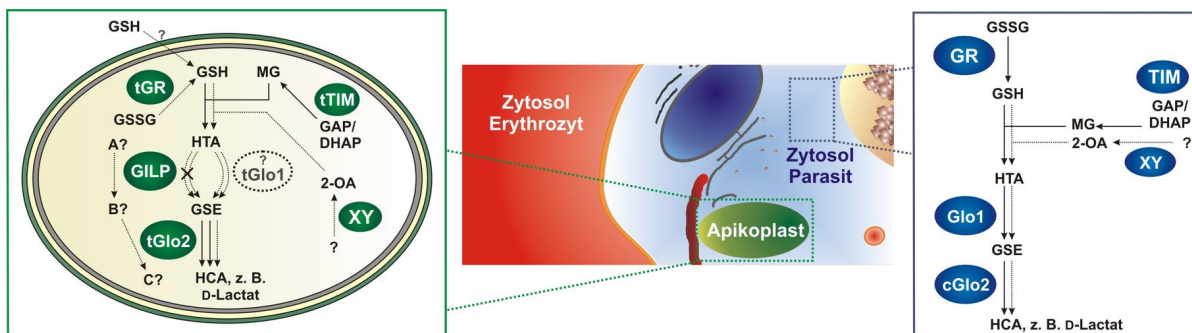 GSH
?
tGR
GSH
MG
tTIM
GSSG
GAP/
DHAP
A?
HTA
GILP
?
tGlo1
2-OA
B?
GSE
XY
tGlo2
?
C?
HCA, z. B.
D-Lactat
Zytosol
Erythrozyt
Zytosol
Parasit
Apikoplast
GSSG
GR
TIM
GSH
GAP/
DHAP
MG
2-OA
?
XY
HTA
Glo1
GSE
cGlo2
HCA, z. B. D-Lactat